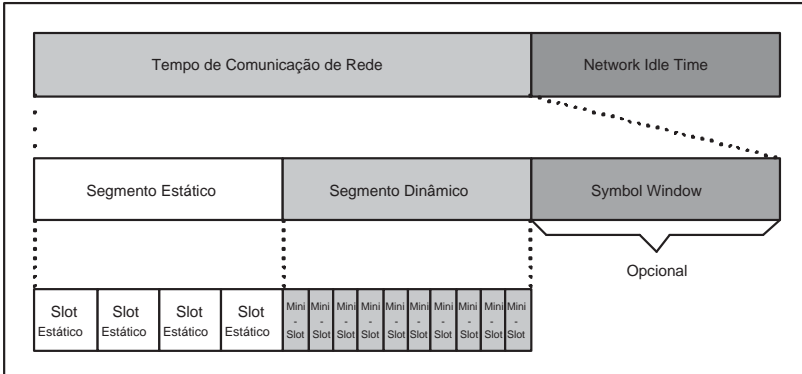 Tempo de Comunicação de Rede
Network Idle Time
Segmento Estático
Segmento Dinâmico
Symbol Window
Opcional
Slot
Estático
Slot
Estático
Slot
Estático
Slot
Estático
Mini
-
Slot
Mini
-
Slot
Mini
-
Slot
Mini
-
Slot
Mini
-
Slot
Mini
-
Slot
Mini
-
Slot
Mini
-
Slot
Mini
-
Slot
Mini
-
Slot